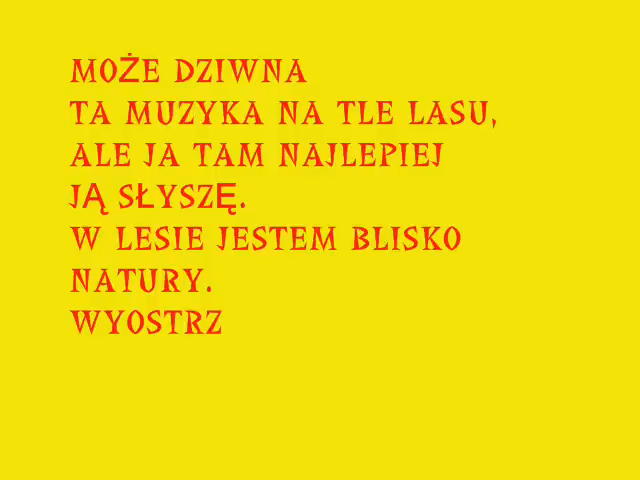 MOŻE DZIWNA
TA MUZYKA NA TLE LASU,
ALE JA TAM NAJLEPIEJ
JĄ SŁYSZĘ.
W LESIE JESTEM BLISKO
NATURY.
WYOSTRZ